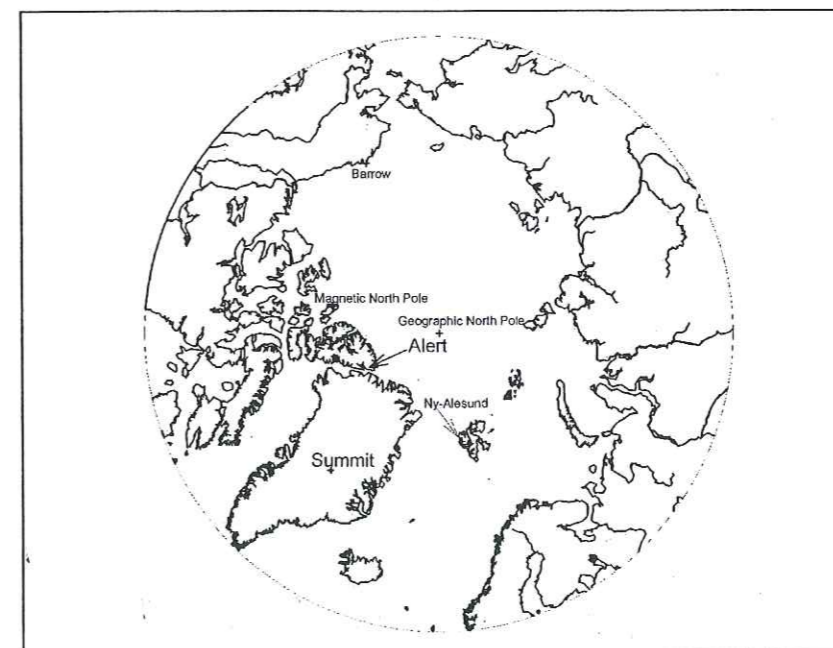 Barrow
Magnetic North Pole
Geographic North Pole
Alert
Ny-Alesund
Summit